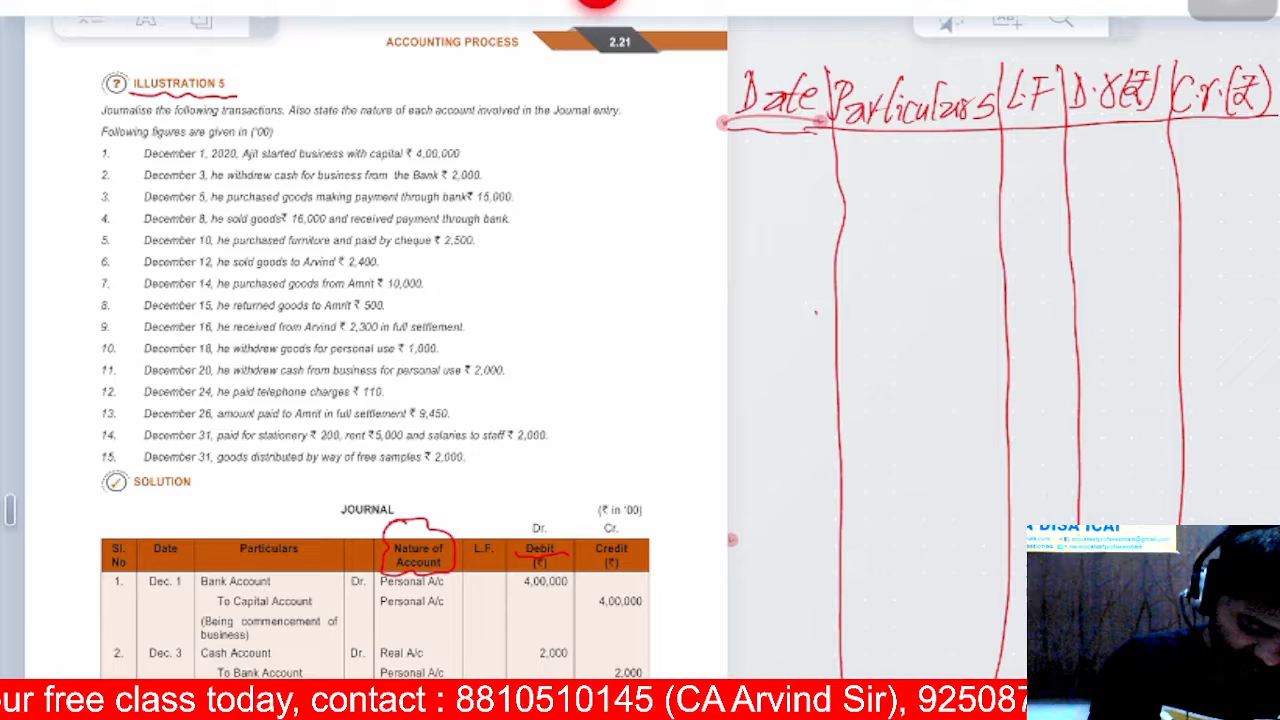 ACCOUNTING PROCESS 2.21
? ILLUSTRATION 5
Journalise the following transactions. Also state the nature of each account involved in the Journal entry.
Following figures are given in ('00)
1. December 1, 2020, Ajit started business with capital ₹ 4,00,000
2. December 3, he withdrew cash for business from the Bank ₹ 2,000.
3. December 5, he purchased goods making payment through bank₹ 15,000.
4. December 8, he sold goods₹ 16,000 and received payment through bank.
5. December 10, he purchased furniture and paid by cheque ₹ 2,500.
6. December 12, he sold goods to Arvind ₹ 2,400.
7. December 14, he purchased goods from Amrit ₹ 10,000.
8. December 15, he returned goods to Amrit ₹ 500.
9. December 16, he received from Arvind ₹ 2,300 in full settlement.
10. December 18, he withdrew goods for personal use ₹ 1,000.
11. December 20, he withdrew cash from business for personal use ₹ 2,000.
12. December 24, he paid telephone charges ₹ 110.
13. December 26, amount paid to Amrit in full settlement ₹ 9,450.
14. December 31, paid for stationery ₹ 200, rent ₹5,000 and salaries to staff ₹ 2,000.
15. December 31, goods distributed by way of free samples ₹ 2,000.
SOLUTION
JOURNAL (₹ in '00)
Dr. Cr.
Sl. No Date Particulars Nature of Account L.F. Debit (₹) Credit (₹)
1. Dec. 1 Bank Account Dr. Personal A/c 4,00,000
To Capital Account Personal A/c 4,00,000
(Being commencement of
business)
2. Dec. 3 Cash Account Dr. Real A/c 2,000
To Bank Account Personal A/c 2,000
Date Particulars L.F D.r(₹) C.r.(₹)
A DISA ICAI
ur free class today, contact : 8810510145 (CA Arvind Sir), 92508